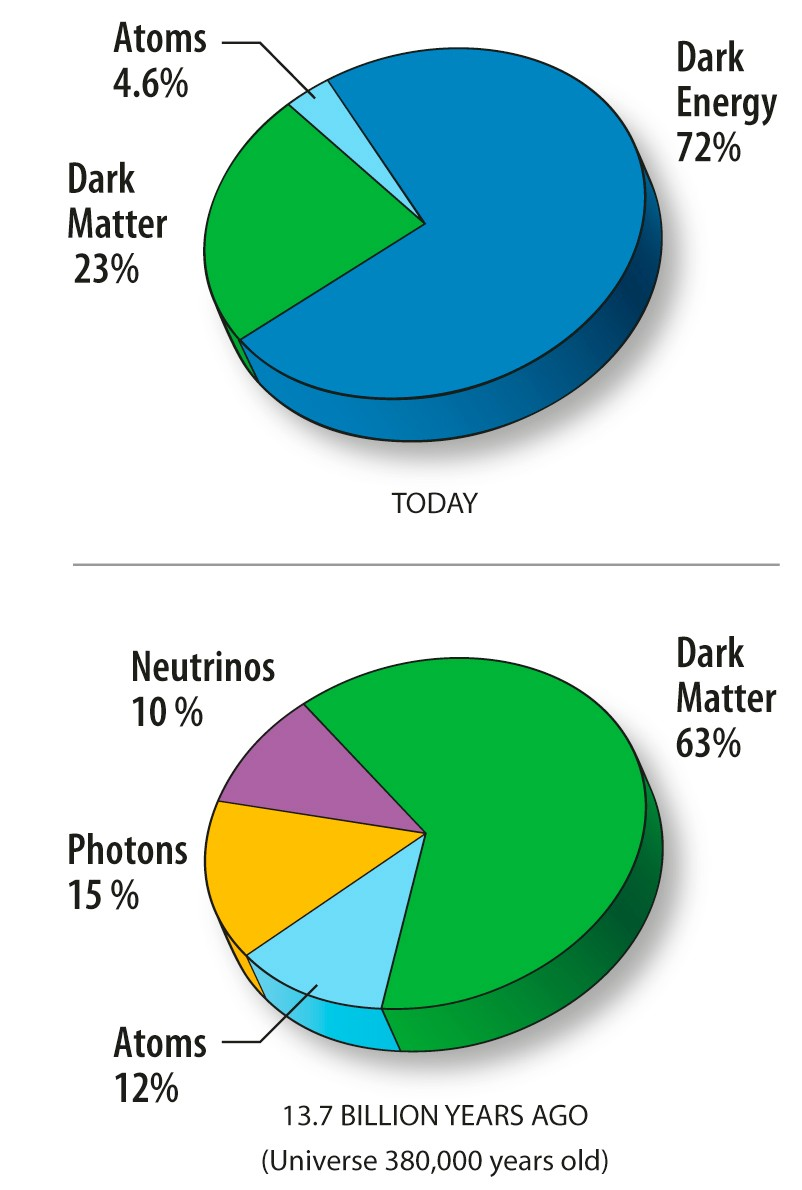 Atoms
4.6%
Dark
Energy
72%
Dark
Matter
23%
TODAY
Neutrinos
10 %
Dark
Matter
63%
Photons
15 %
Atoms
12%
13.7 BILLION YEARS AGO
(Universe 380,000 years old)